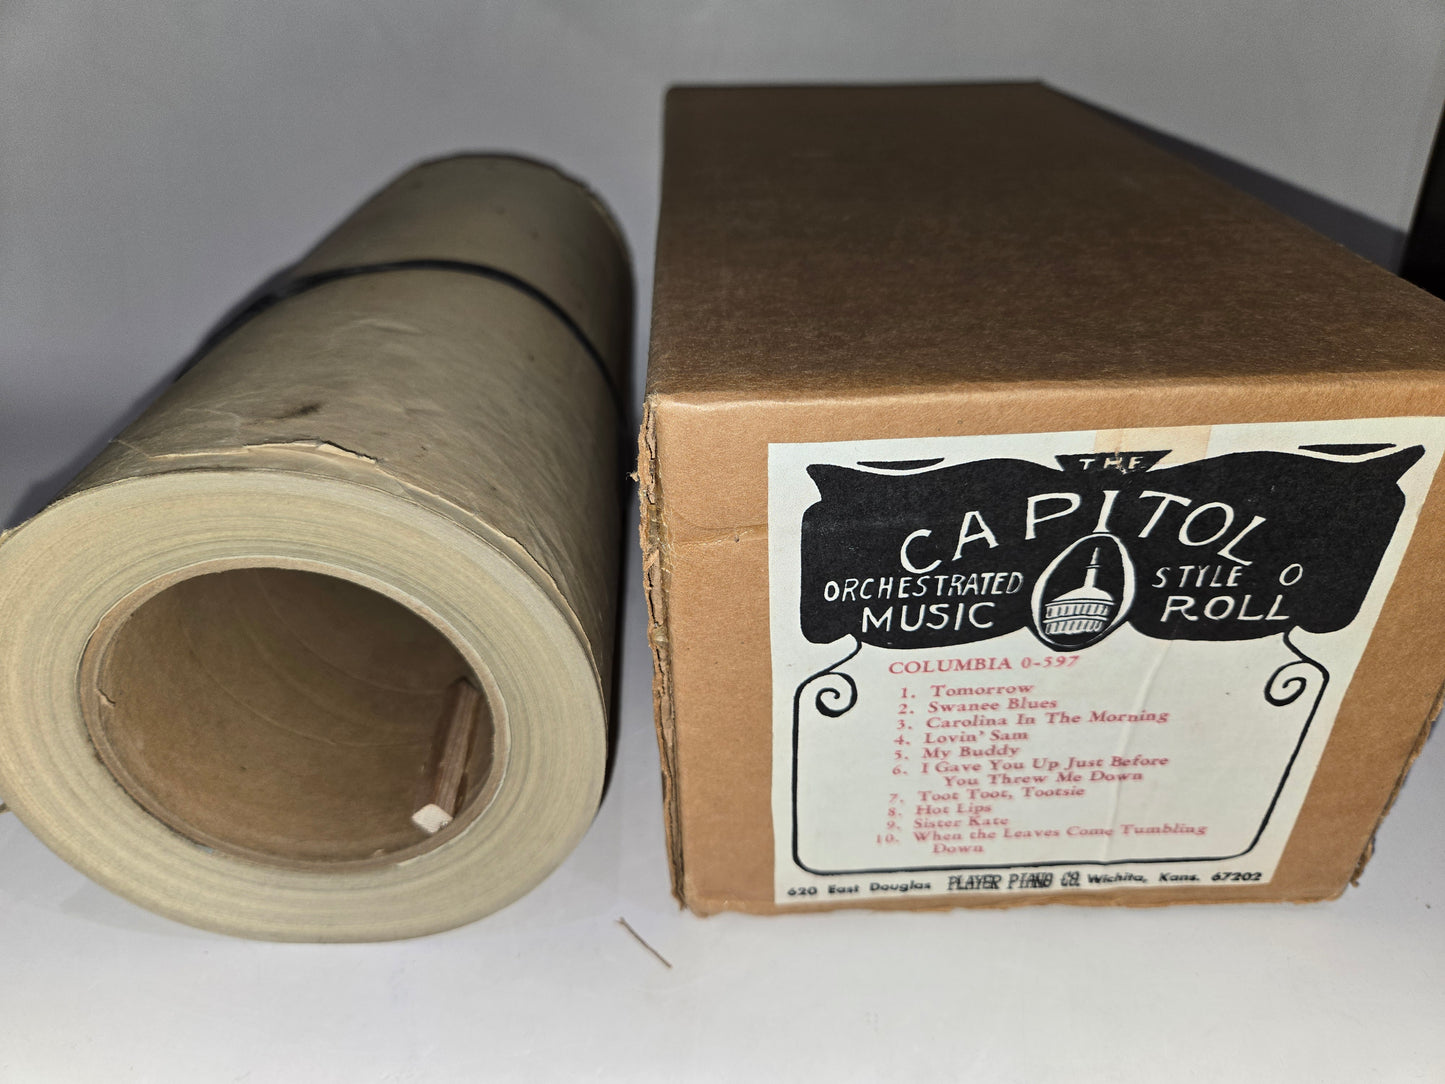 THE
CAPITOL
ORCHESTRATED STYLE O
MUSIC ROLL
COLUMBIA 0-597
1. Tomorrow
2. Swanee Blues
3. Carolina In The Morning
4. Lovin' Sam
5. My Buddy
6. I Gave You Up Just Before
You Threw Me Down
7. Toot Toot, Tootsie
8. Hot Lips
9. Sister Kate
10. When the Leaves Come Tumbling
Down
620 East Douglas PLAYER PIANO CO. Wichita, Kans. 67202